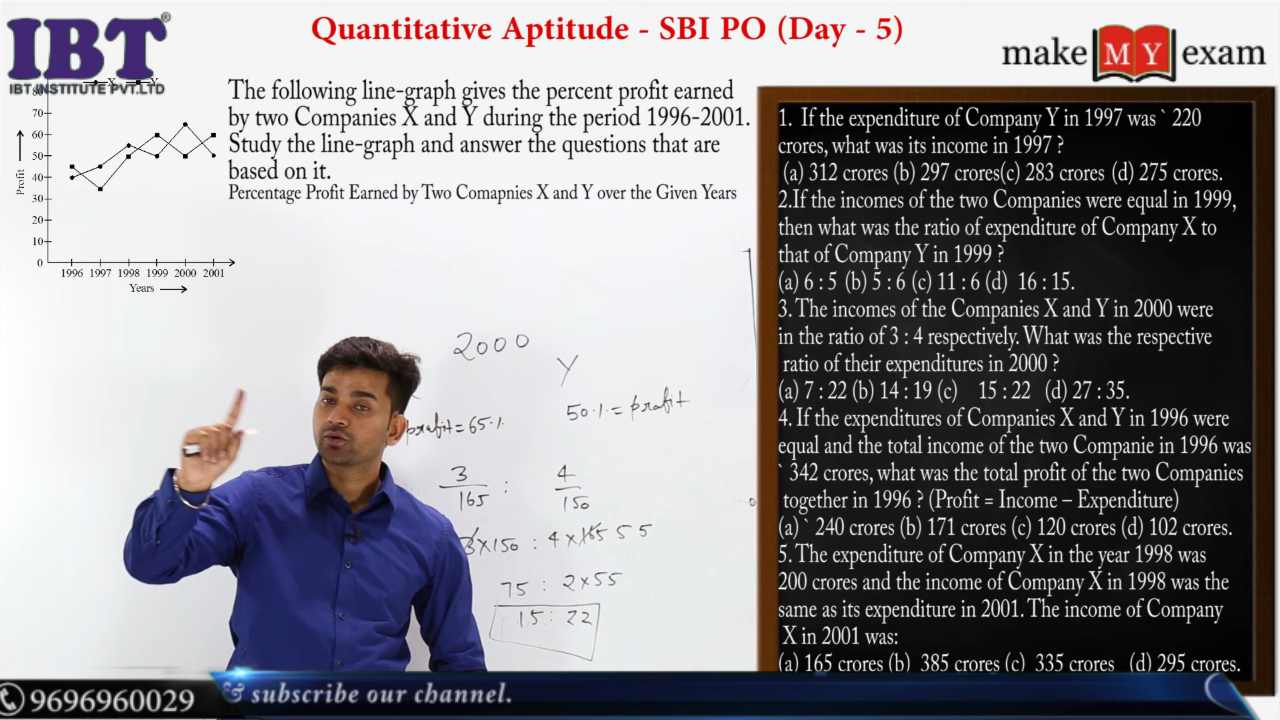 Quantitative Aptitude - SBI PO (Day - 5)
IBT®
IBT INSTITUTE PVT.LTD
make MY exam
The following line-graph gives the percent profit earned
by two Companies X and Y during the period 1996-2001.
Study the line-graph and answer the questions that are
based on it.
Percentage Profit Earned by Two Comapnies X and Y over the Given Years
X Y
80
70
60
50
40
30
20
10
0
Profit
1996 1997 1998 1999 2000 2001
Years
2000
Y
profit=65% 50%=profit
3 : 4
165 150
3×150 : 4×165 55
75 : 2×55
15 : 22
1. If the expenditure of Company Y in 1997 was ` 220
crores, what was its income in 1997 ?
(a) 312 crores (b) 297 crores(c) 283 crores (d) 275 crores.
2.If the incomes of the two Companies were equal in 1999,
then what was the ratio of expenditure of Company X to
that of Company Y in 1999 ?
(a) 6 : 5 (b) 5 : 6 (c) 11 : 6 (d) 16 : 15.
3. The incomes of the Companies X and Y in 2000 were
in the ratio of 3 : 4 respectively. What was the respective
ratio of their expenditures in 2000 ?
(a) 7 : 22 (b) 14 : 19 (c) 15 : 22 (d) 27 : 35.
4. If the expenditures of Companies X and Y in 1996 were
equal and the total income of the two Companie in 1996 was
` 342 crores, what was the total profit of the two Companies
together in 1996 ? (Profit = Income – Expenditure)
(a) ` 240 crores (b) 171 crores (c) 120 crores (d) 102 crores.
5. The expenditure of Company X in the year 1998 was
200 crores and the income of Company X in 1998 was the
same as its expenditure in 2001. The income of Company
X in 2001 was:
(a) 165 crores (b) 385 crores (c) 335 crores (d) 295 crores.
9696960029 & subscribe our channel.